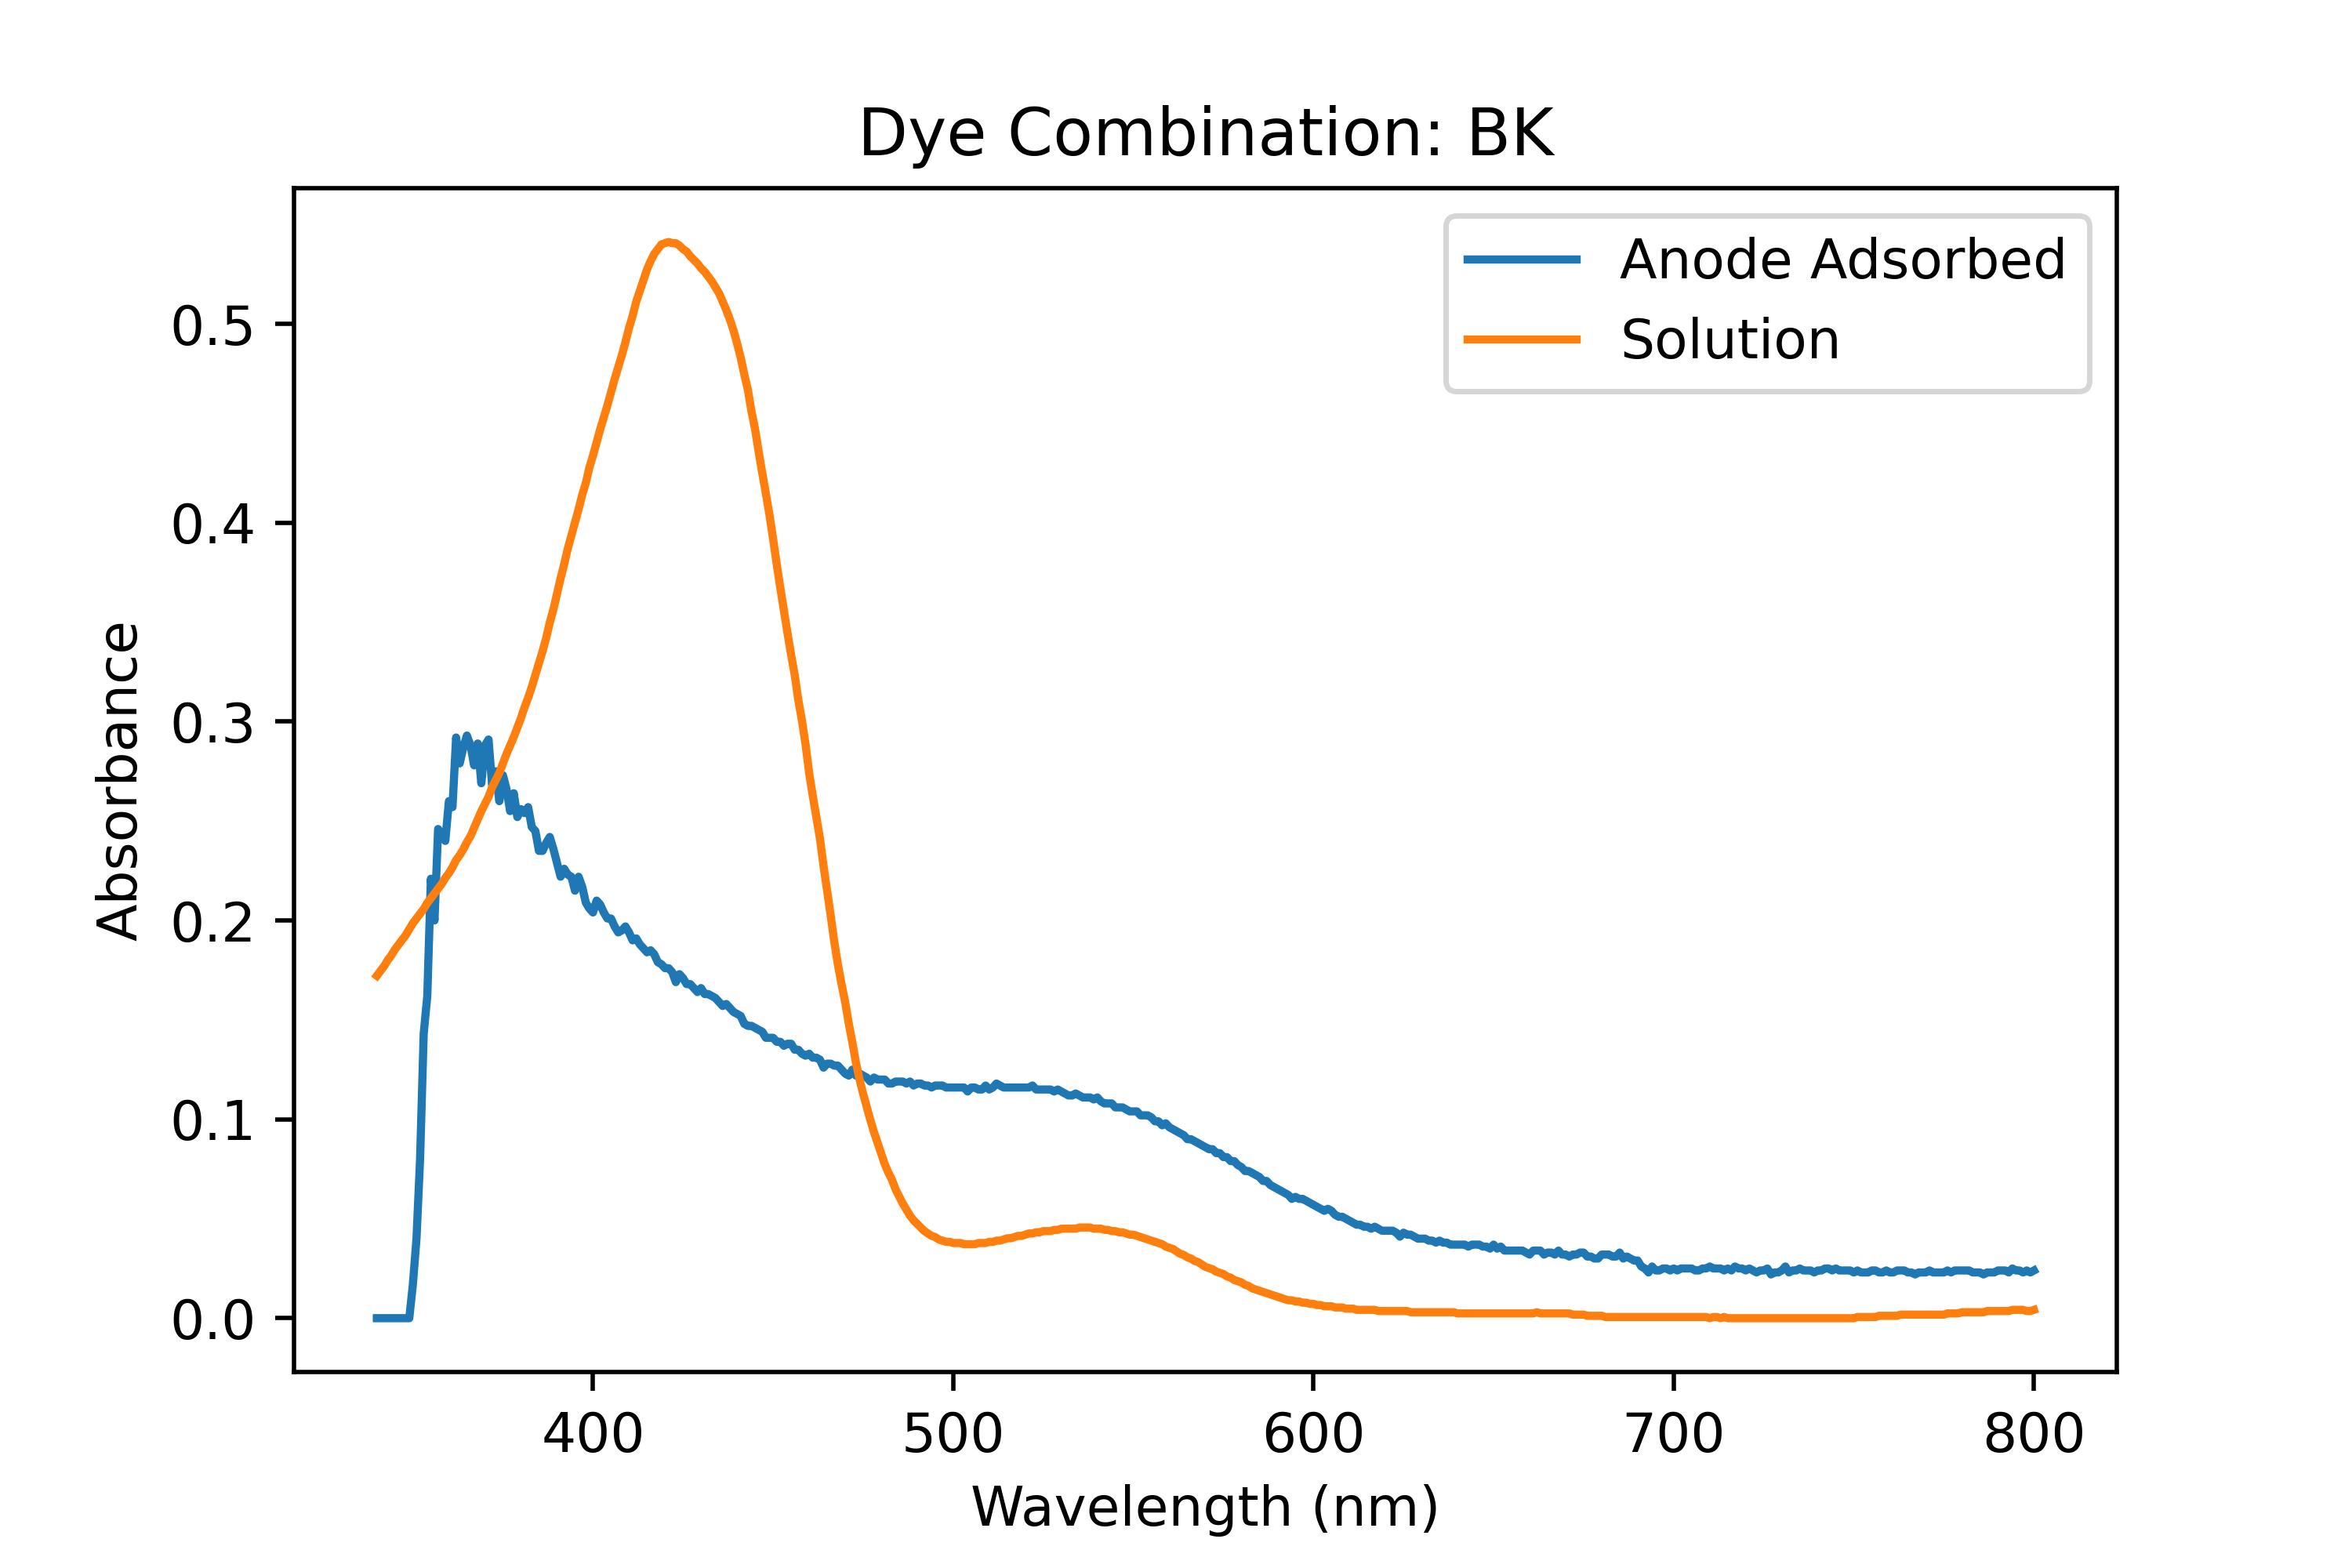 Dye Combination: BK
Anode Adsorbed
Solution
0.5
0.4
0.3
0.2
0.1
0.0
Absorbance
400 500 600 700 800
Wavelength (nm)